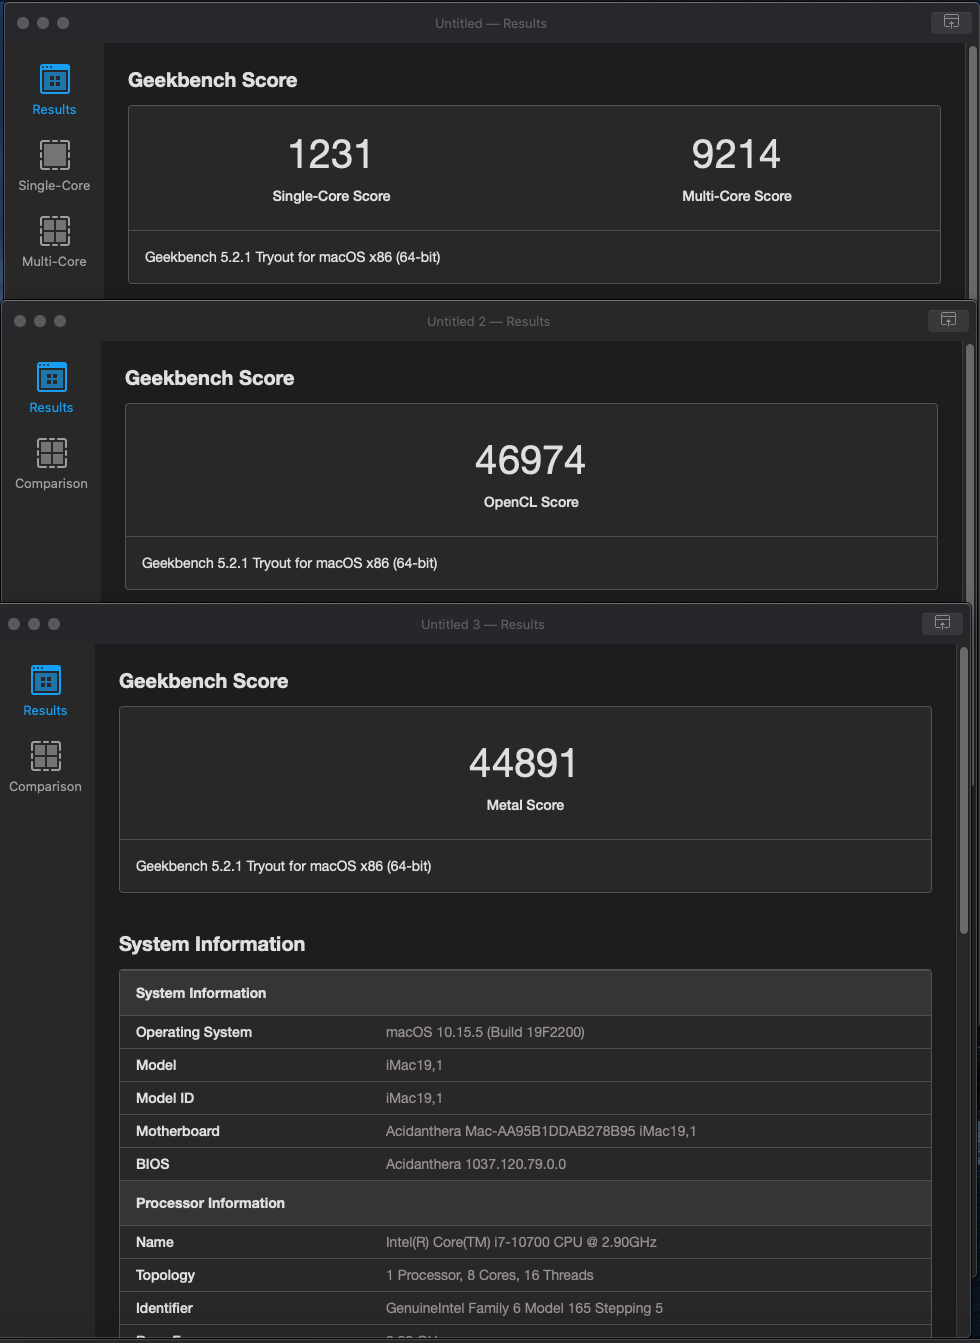 Untitled — Results
Results
Single-Core
Multi-Core
Geekbench Score
1231
Single-Core Score
9214
Multi-Core Score
Geekbench 5.2.1 Tryout for macOS x86 (64-bit)
Untitled 2 — Results
Results
Comparison
Geekbench Score
46974
OpenCL Score
Geekbench 5.2.1 Tryout for macOS x86 (64-bit)
Untitled 3 — Results
Results
Comparison
Geekbench Score
44891
Metal Score
Geekbench 5.2.1 Tryout for macOS x86 (64-bit)
System Information
System Information
Operating System macOS 10.15.5 (Build 19F2200)
Model iMac19,1
Model ID iMac19,1
Motherboard Acidanthera Mac-AA95B1DDAB278B95 iMac19,1
BIOS Acidanthera 1037.120.79.0.0
Processor Information
Name Intel(R) Core(TM) i7-10700 CPU @ 2.90GHz
Topology 1 Processor, 8 Cores, 16 Threads
Identifier GenuineIntel Family 6 Model 165 Stepping 5